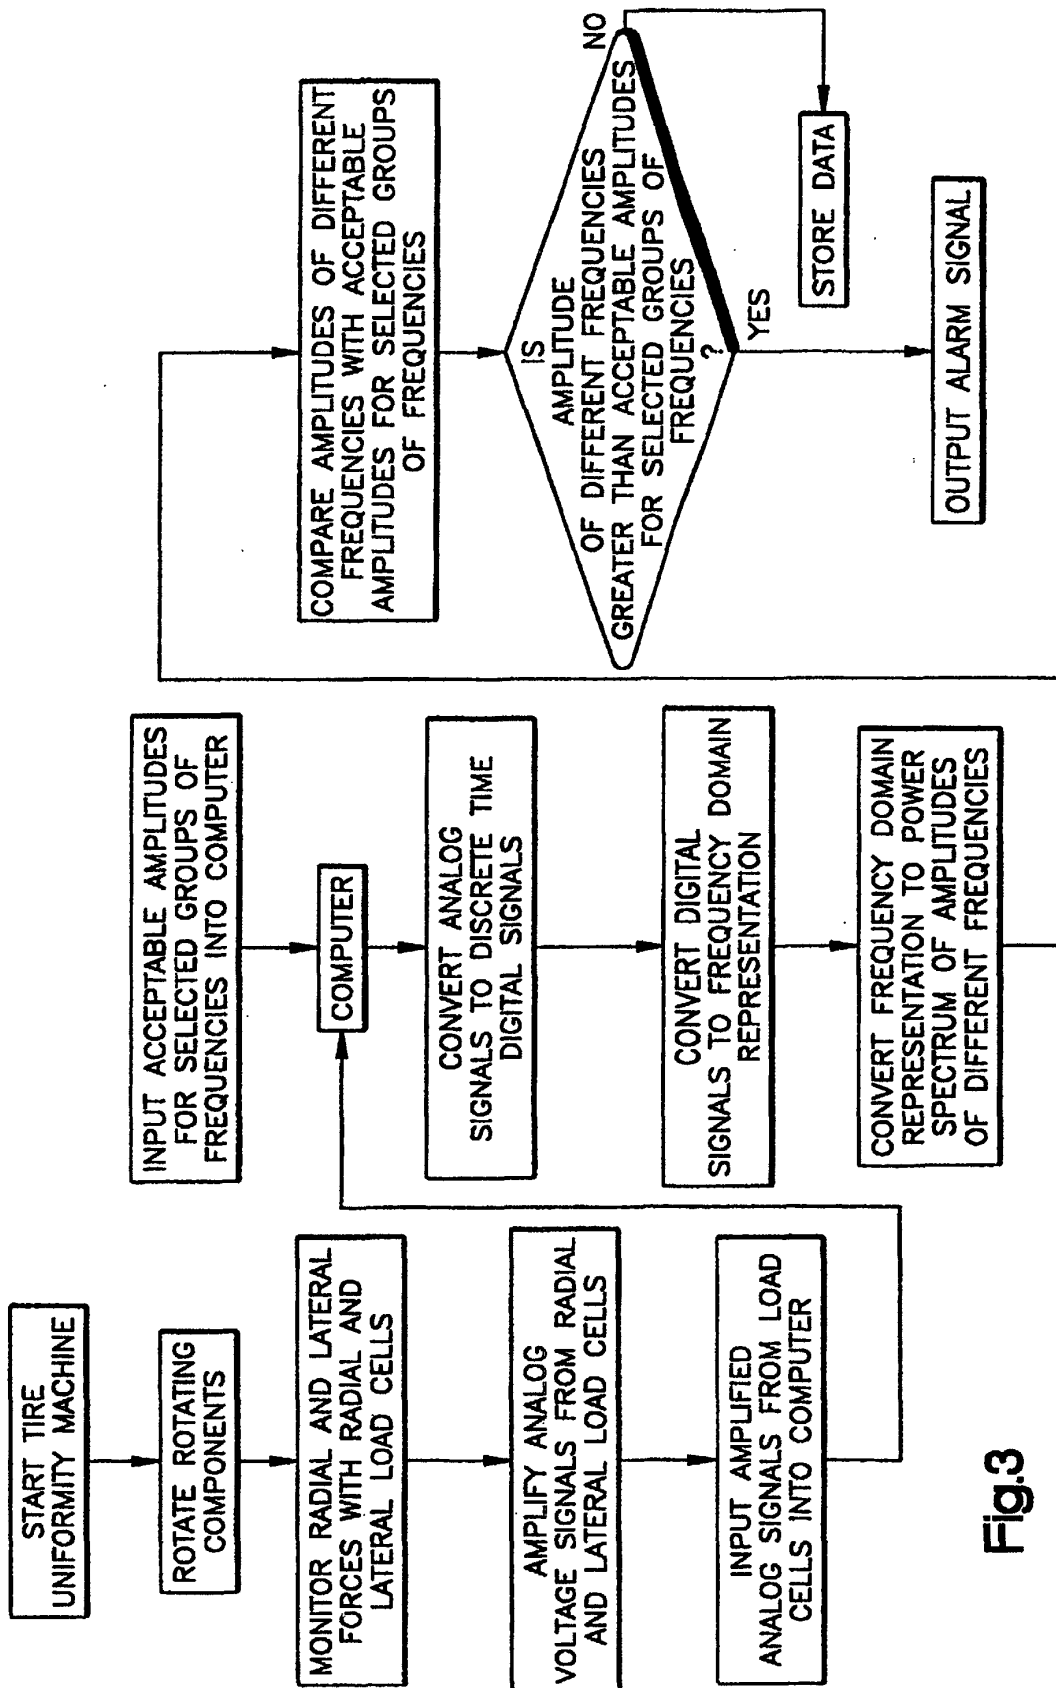 START TIRE
UNIFORMITY MACHINE
ROTATE ROTATING
COMPONENTS
MONITOR RADIAL AND LATERAL
FORCES WITH RADIAL AND
LATERAL LOAD CELLS
AMPLIFY ANALOG
VOLTAGE SIGNALS FROM RADIAL
AND LATERAL LOAD CELLS
INPUT AMPLIFIED
ANALOG SIGNALS FROM LOAD
CELLS INTO COMPUTER
INPUT ACCEPTABLE AMPLITUDES
FOR SELECTED GROUPS OF
FREQUENCIES INTO COMPUTER
COMPUTER
CONVERT ANALOG
SIGNALS TO DISCRETE TIME
DIGITAL SIGNALS
CONVERT DIGITAL
SIGNALS TO FREQUENCY DOMAIN
REPRESENTATION
CONVERT FREQUENCY DOMAIN
REPRESENTATION TO POWER
SPECTRUM OF AMPLITUDES
OF DIFFERENT FREQUENCIES
COMPARE AMPLITUDES OF DIFFERENT
FREQUENCIES WITH ACCEPTABLE
AMPLITUDES FOR SELECTED GROUPS
OF FREQUENCIES
IS
AMPLITUDE
OF DIFFERENT FREQUENCIES
GREATER THAN ACCEPTABLE AMPLITUDES
FOR SELECTED GROUPS OF
FREQUENCIES
?
NO
YES
STORE DATA
OUTPUT ALARM SIGNAL
Fig.3